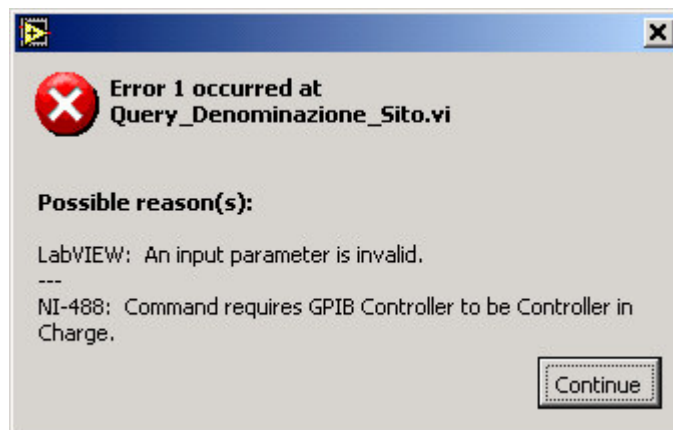 Error 1 occurred at
Query_Denominazione_Sito.vi
Possible reason(s):
LabVIEW:  An input parameter is invalid.
---
NI-488:  Command requires GPIB Controller to be Controller in
Charge.
Continue